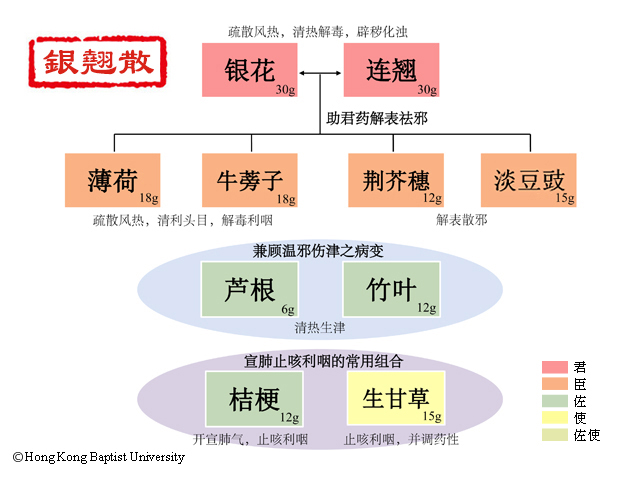 疏散风热，清热解毒，辟秽化浊
銀翹散
银花 连翘
30g 30g
助君药解表祛邪
薄荷 牛蒡子 荆芥穗 淡豆豉
18g 18g 12g 15g
疏散风热，清利头目，解毒利咽 解表散邪
兼顾温邪伤津之病变
芦根 竹叶
6g 12g
清热生津
宣肺止咳利咽的常用组合
桔梗 生甘草
12g 15g
开宣肺气，止咳利咽 止咳利咽，并调药性
君
臣
佐
使
佐使
©Hong Kong Baptist University